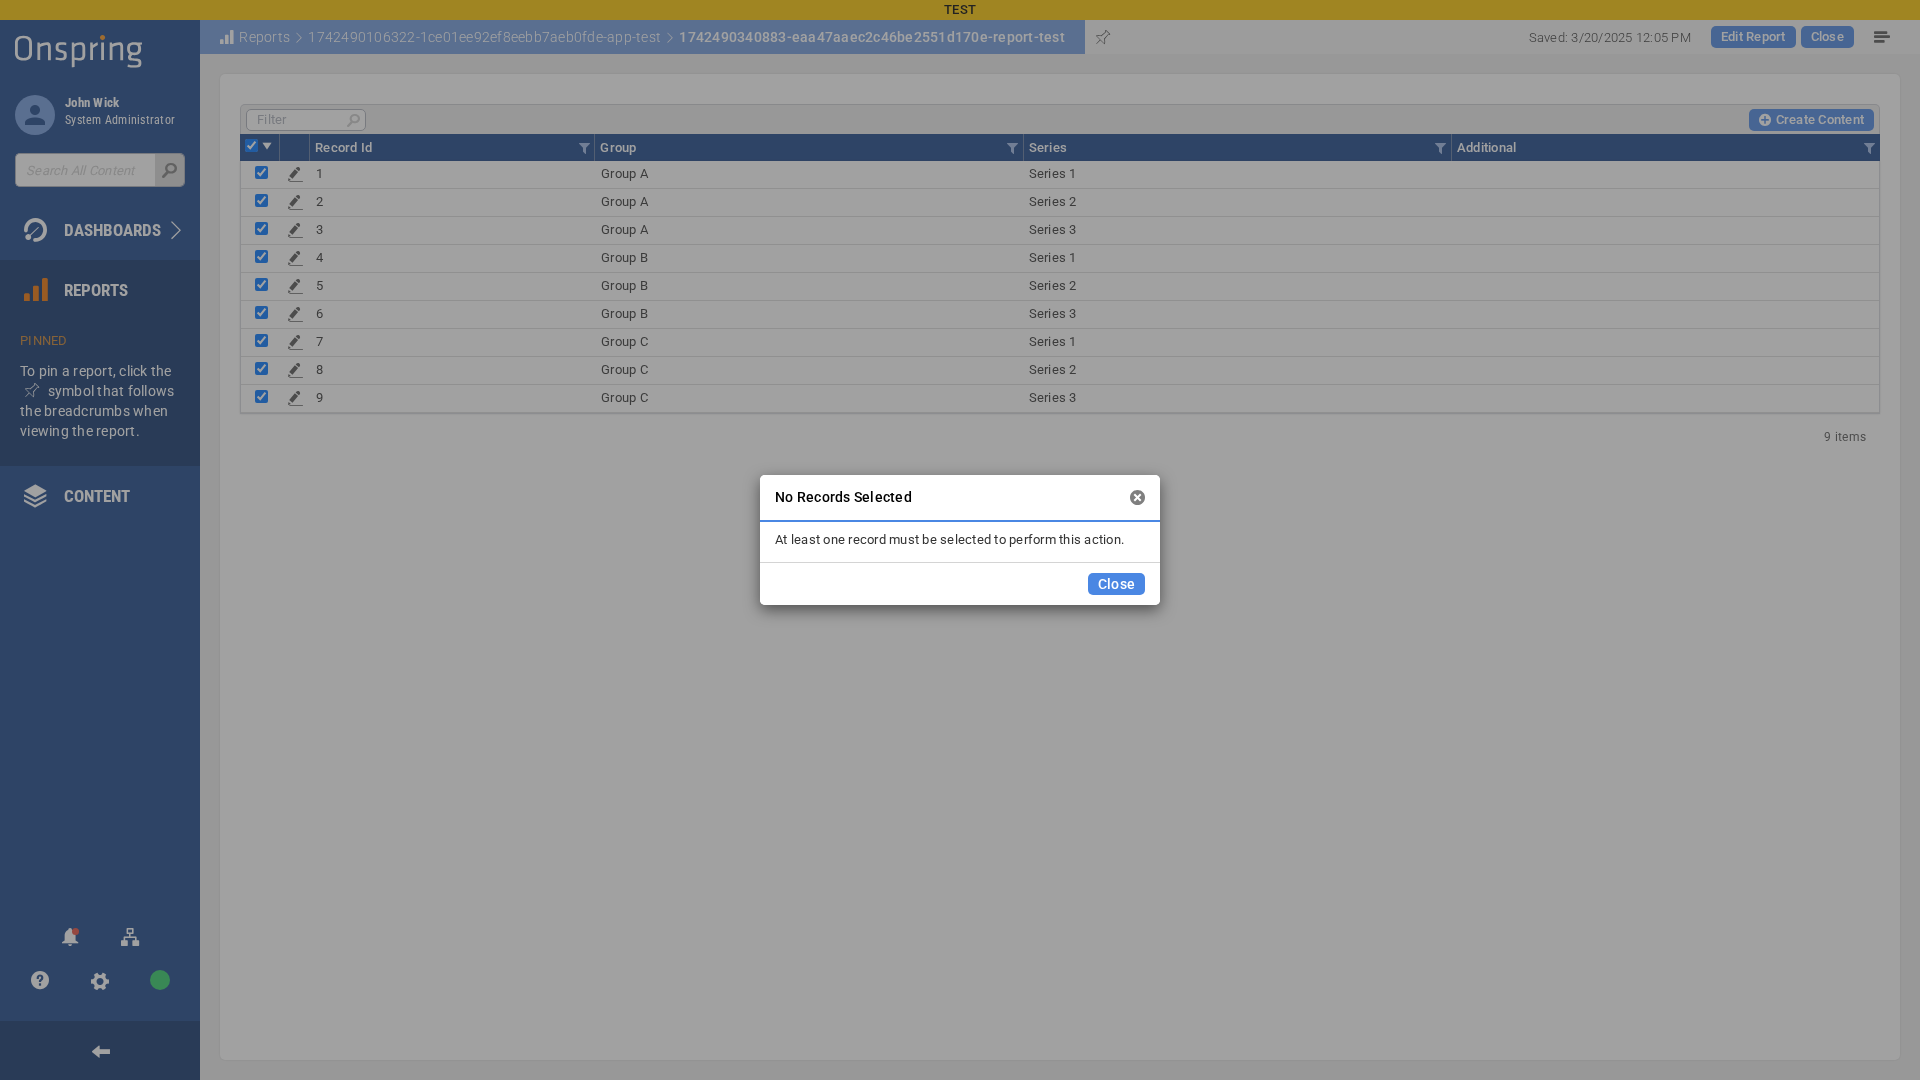 TEST
Onspring
Reports
1742490106322-1ce01ee92ef8eebb7aeb0fde-app-test
1742490340883-eaa47aaec2c46be2551d170e-report-test
Saved: 3/20/2025 12:05 PM
Edit Report
Close
John Wick
System Administrator
Search All Content
DASHBOARDS
REPORTS
PINNED
To pin a report, click the
symbol that follows
the breadcrumbs when
viewing the report.
CONTENT
Filter
Create Content
Record Id Group Series Additional
1 Group A Series 1
2 Group A Series 2
3 Group A Series 3
4 Group B Series 1
5 Group B Series 2
6 Group B Series 3
7 Group C Series 1
8 Group C Series 2
9 Group C Series 3
9 items
No Records Selected
At least one record must be selected to perform this action.
Close